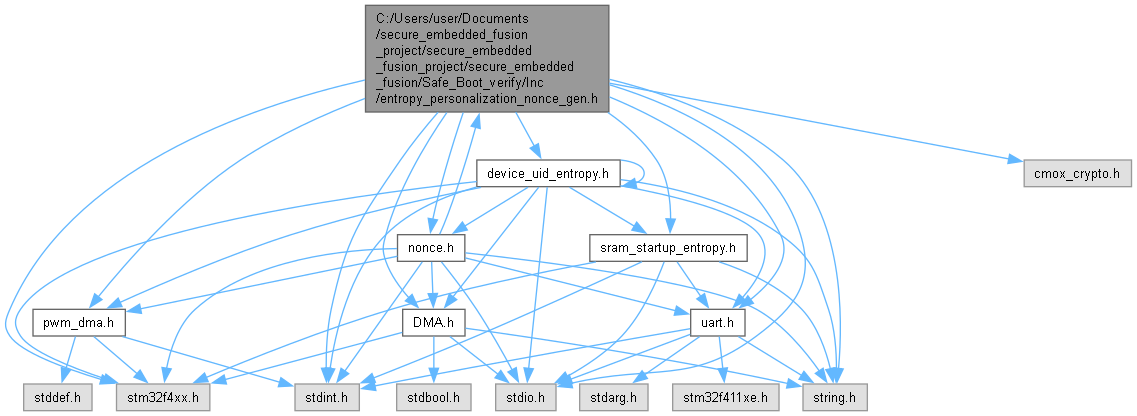 C:/Users/user/Documents
/secure_embedded_fusion
_project/secure_embedded
_fusion_project/secure_embedded
_fusion/Safe_Boot_verify/Inc
/entropy_personalization_nonce_gen.h
device_uid_entropy.h
cmox_crypto.h
nonce.h
sram_startup_entropy.h
pwm_dma.h
DMA.h
uart.h
stddef.h
stm32f4xx.h
stdint.h
stdbool.h
stdio.h
stdarg.h
stm32f411xe.h
string.h